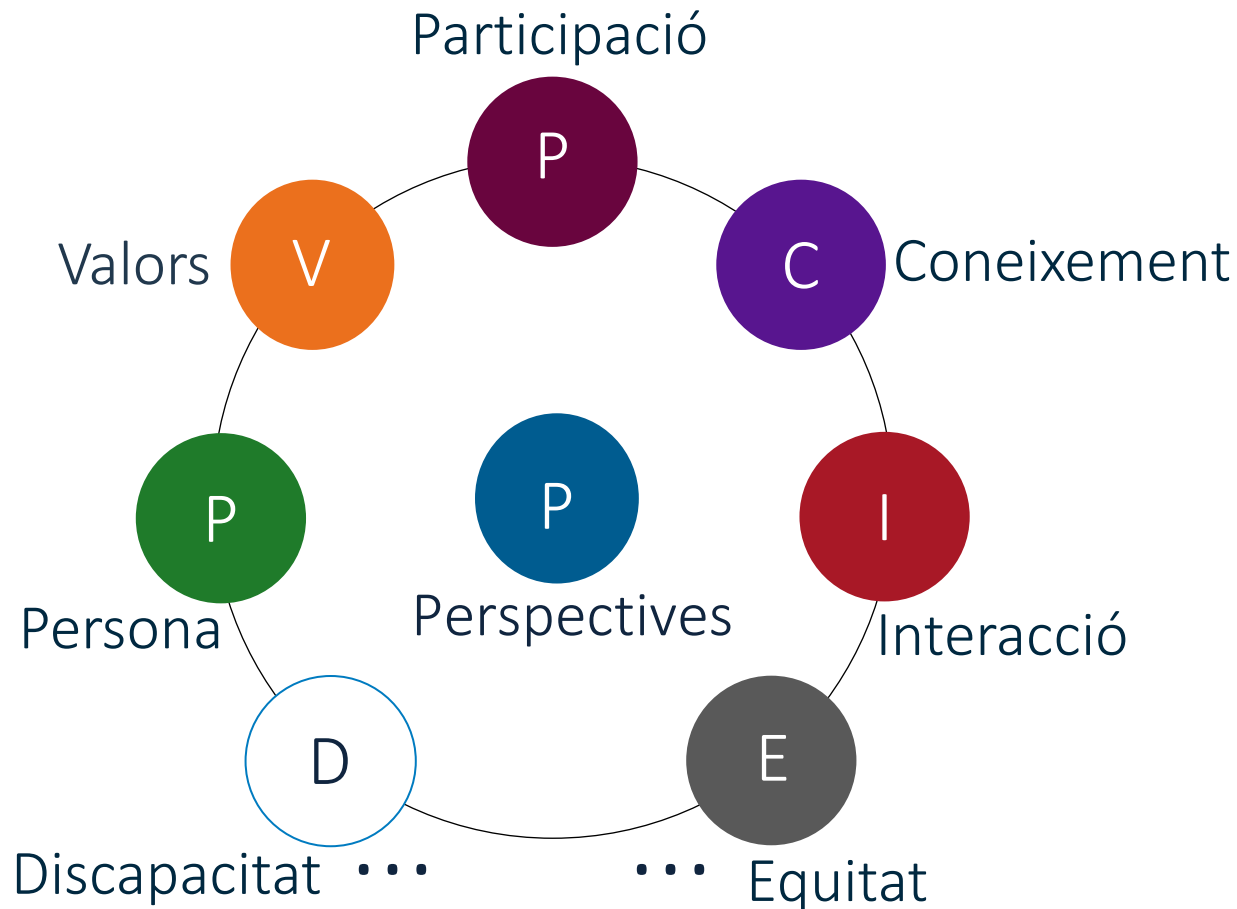 Participació
P
V
Valors
C
Coneixement
P
P
I
Persona
Perspectives
Interacció
D
E
Discapacitat ...
... Equitat